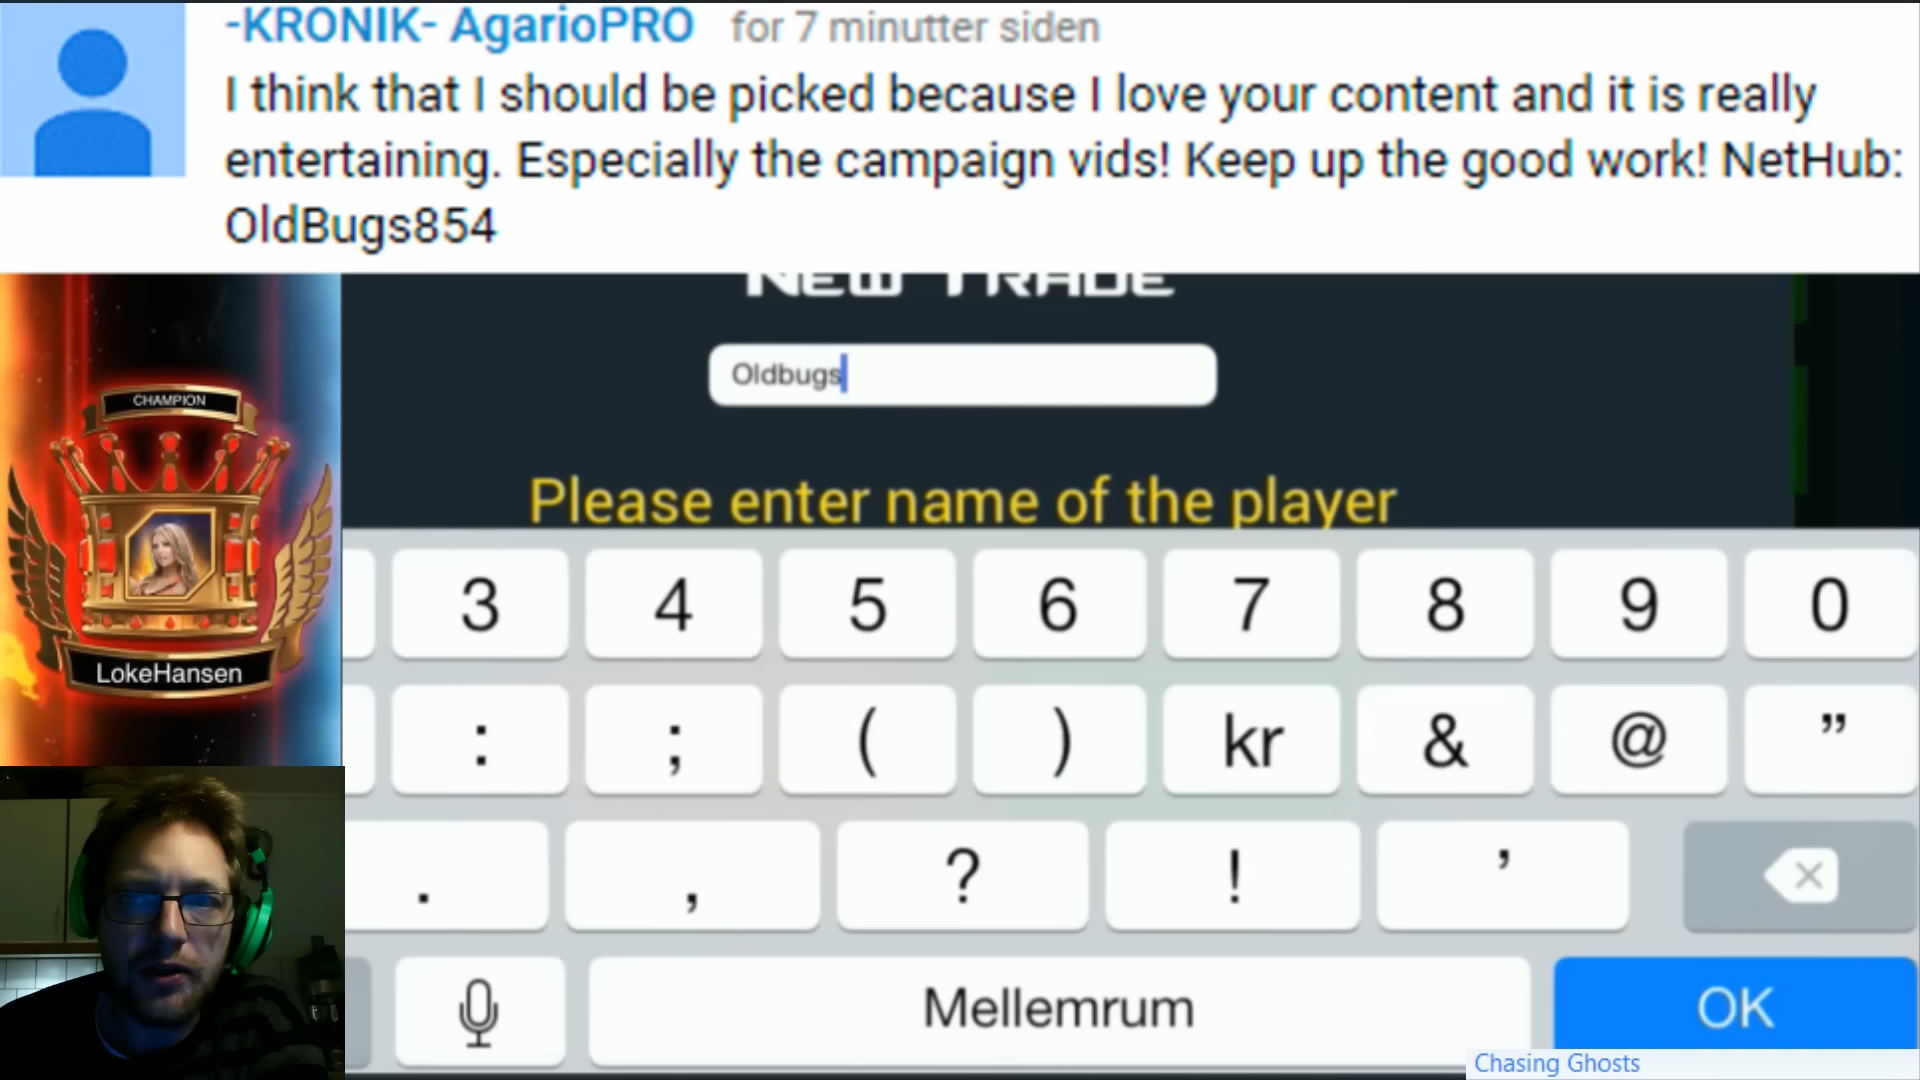 -KRONIK- AgarioPRO for 7 minutter siden
I think that I should be picked because I love your content and it is really
entertaining. Especially the campaign vids! Keep up the good work! NetHub:
OldBugs854
NEW TRADE
Oldbugs
Please enter name of the player
CHAMPION
LokeHansen
3 4 5 6 7 8 9 0
: ; ( ) kr & @ ”
. , ? ! ’
Mellemrum OK
Chasing Ghosts